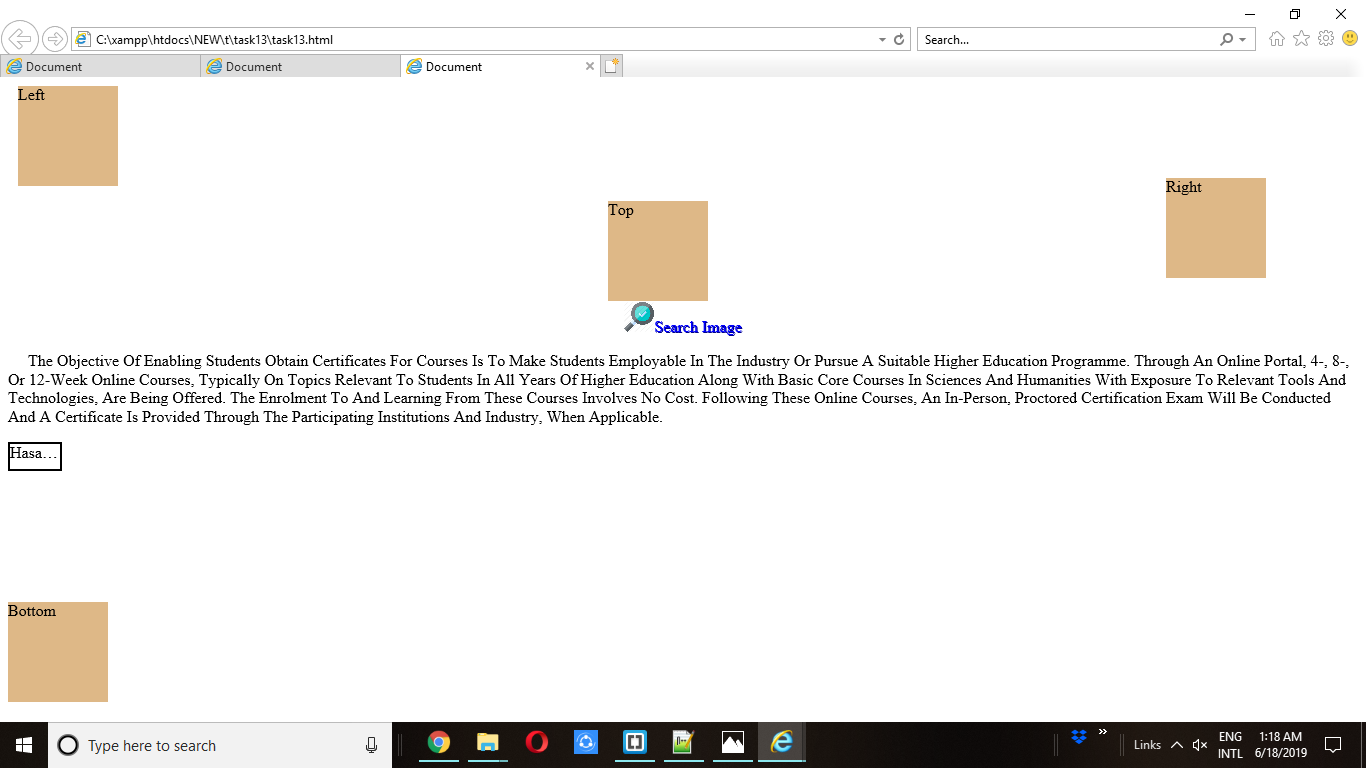 C:\xampp\htdocs\NEW\t\task13\task13.html
Search...
Document
Document
Document
Left
Right
Top
Search Image
The Objective Of Enabling Students Obtain Certificates For Courses Is To Make Students Employable In The Industry Or Pursue A Suitable Higher Education Programme. Through An Online Portal, 4-, 8-,
Or 12-Week Online Courses, Typically On Topics Relevant To Students In All Years Of Higher Education Along With Basic Core Courses In Sciences And Humanities With Exposure To Relevant Tools And
Technologies, Are Being Offered. The Enrolment To And Learning From These Courses Involves No Cost. Following These Online Courses, An In-Person, Proctored Certification Exam Will Be Conducted
And A Certificate Is Provided Through The Participating Institutions And Industry, When Applicable.
Hasa…
Bottom
Type here to search
Links
ENG
INTL
1:18 AM
6/18/2019